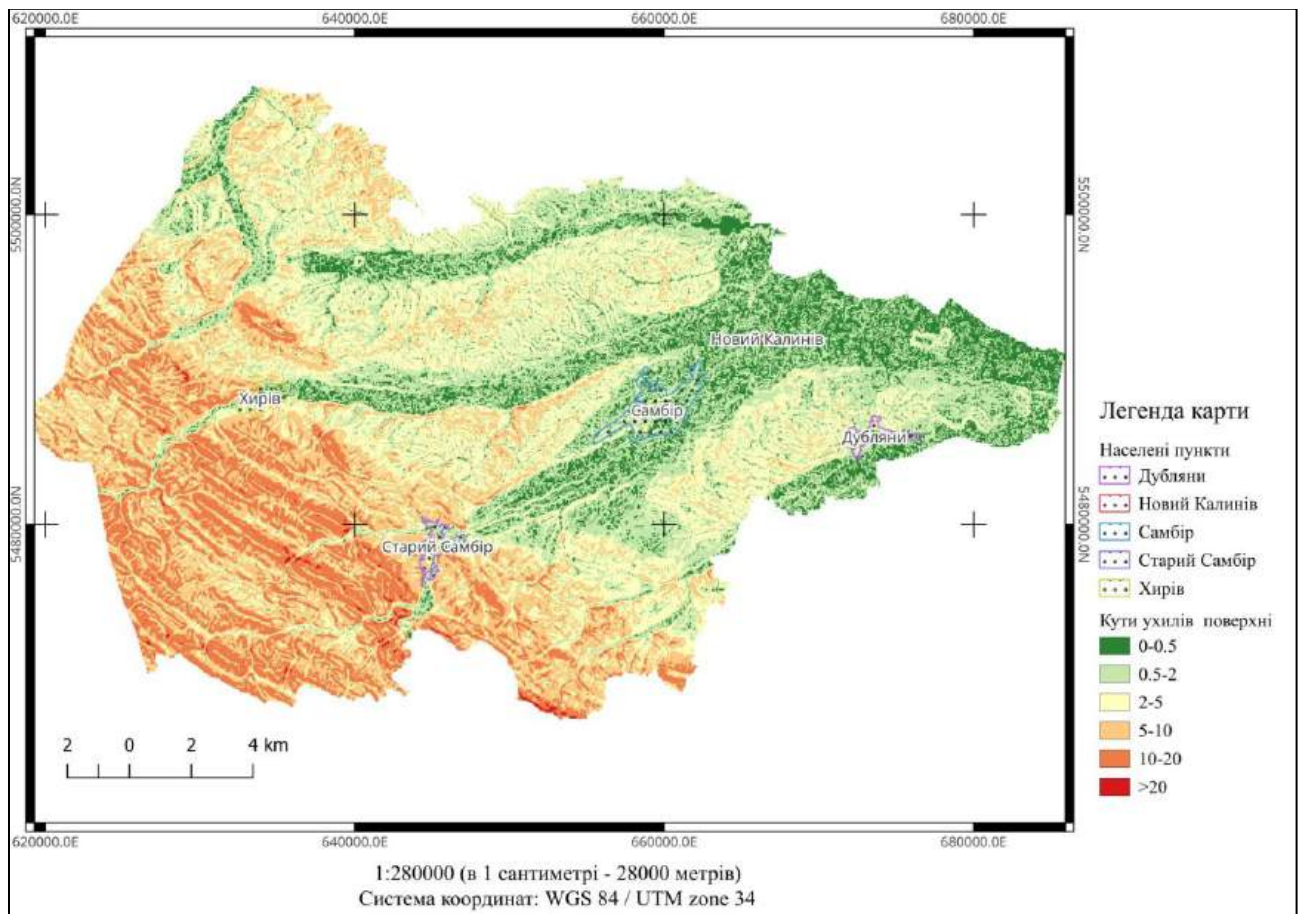 620000.0E 640000.0E 660000.0E 680000.0E
5500000.0N 5500000.0N
Новий Калинів
Хирів
Самбір
Дубляни
5480000.0N 5480000.0N
Старий Самбір
2 0 2 4 km
620000.0E 640000.0E 660000.0E 680000.0E
Легенда карти
Населені пункти
Дубляни
Новий Калинів
Самбір
Старий Самбір
Хирів
Кути ухилів поверхні
0-0.5
0.5-2
2-5
5-10
10-20
>20
1:280000 (в 1 сантиметрі - 28000 метрів)
Система координат: WGS 84 / UTM zone 34